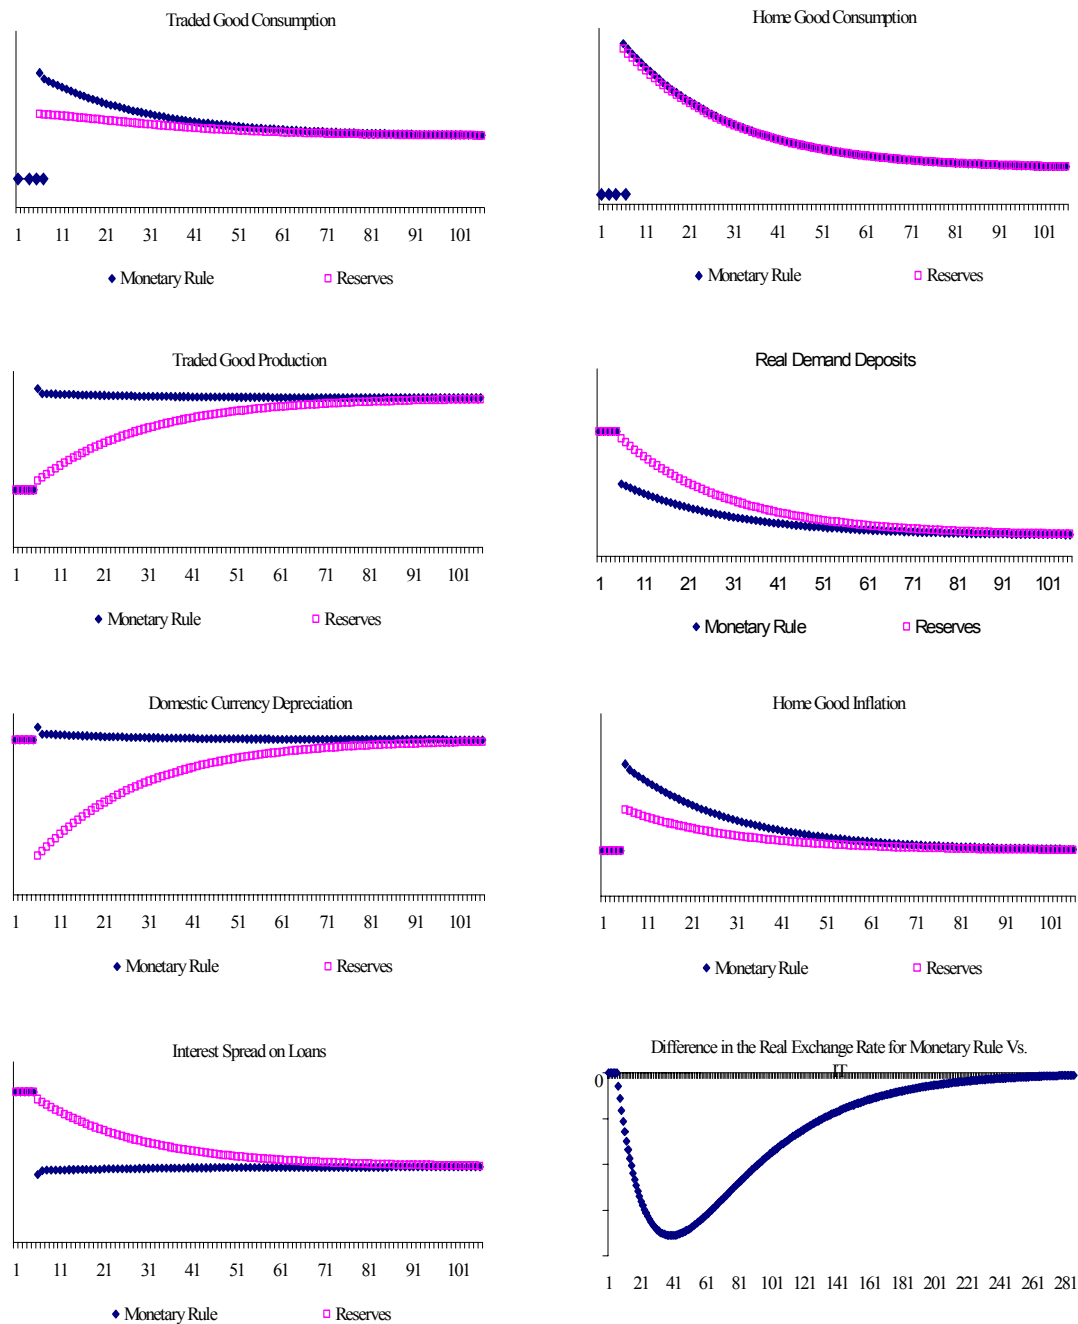 Traded Good Consumption
1 11 21 31 41 51 61 71 81 91 101
Monetary Rule Reserves
Home Good Consumption
1 11 21 31 41 51 61 71 81 91 101
Monetary Rule Reserves
Traded Good Production
1 11 21 31 41 51 61 71 81 91 101
Monetary Rule Reserves
Real Demand Deposits
1 11 21 31 41 51 61 71 81 91 101
Monetary Rule Reserves
Domestic Currency Depreciation
1 11 21 31 41 51 61 71 81 91 101
Monetary Rule Reserves
Home Good Inflation
1 11 21 31 41 51 61 71 81 91 101
Monetary Rule Reserves
Interest Spread on Loans
1 11 21 31 41 51 61 71 81 91 101
Monetary Rule Reserves
Difference in the Real Exchange Rate for Monetary Rule Vs.
IT
0
1 21 41 61 81 101 121 141 161 181 201 221 241 261 281